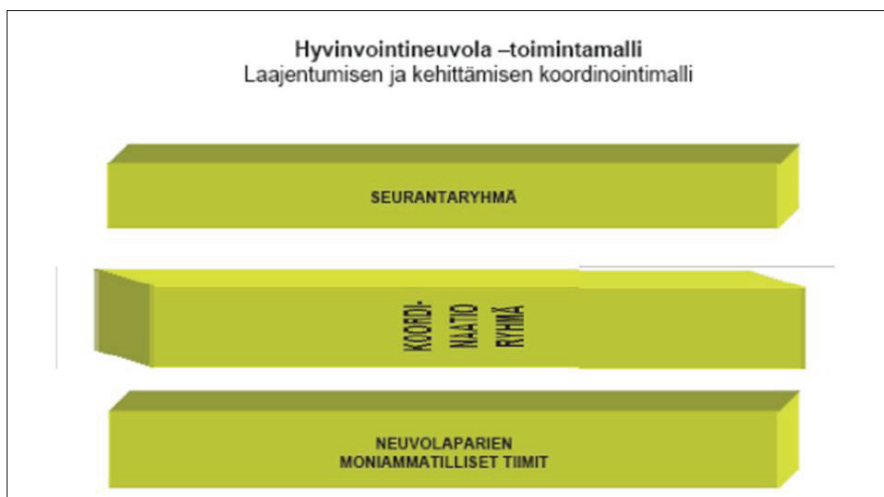 Hyvinvointineuvola –toimintamalli
Laajentumisen ja kehittämisen koordinointimalli
SEURANTARYHMÄ
KOORDI-
NAATIO
RYHMÄ
NEUVOLAPARIEN
MONIAMMATILLISET TIIMIT